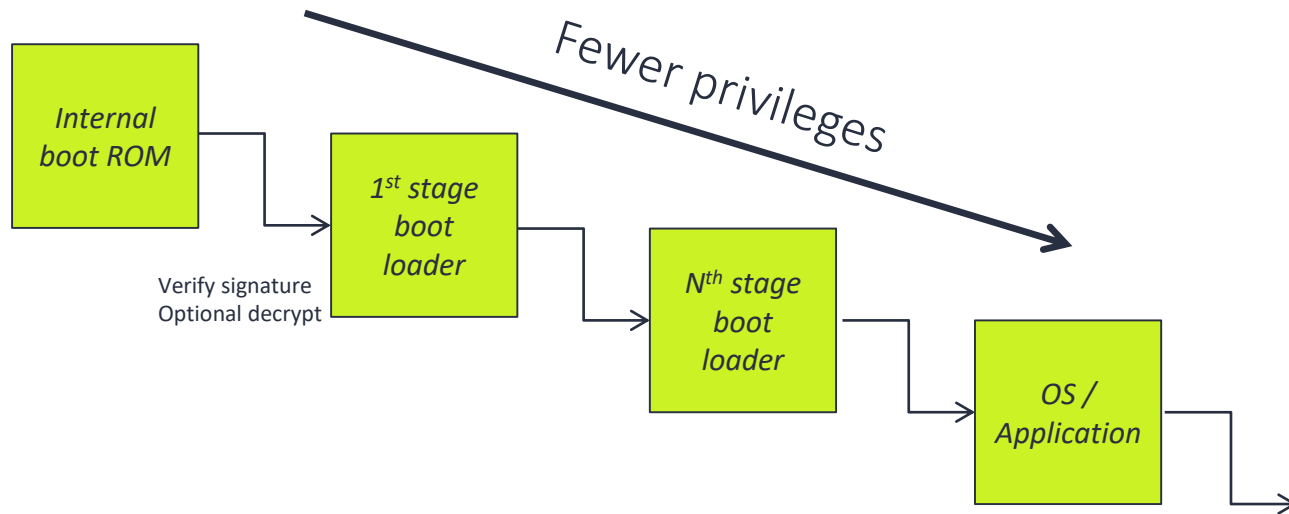 Fewer privileges
Internal
boot ROM
1st stage
boot
loader
Verify signature
Optional decrypt
Nth stage
boot
loader
OS /
Application